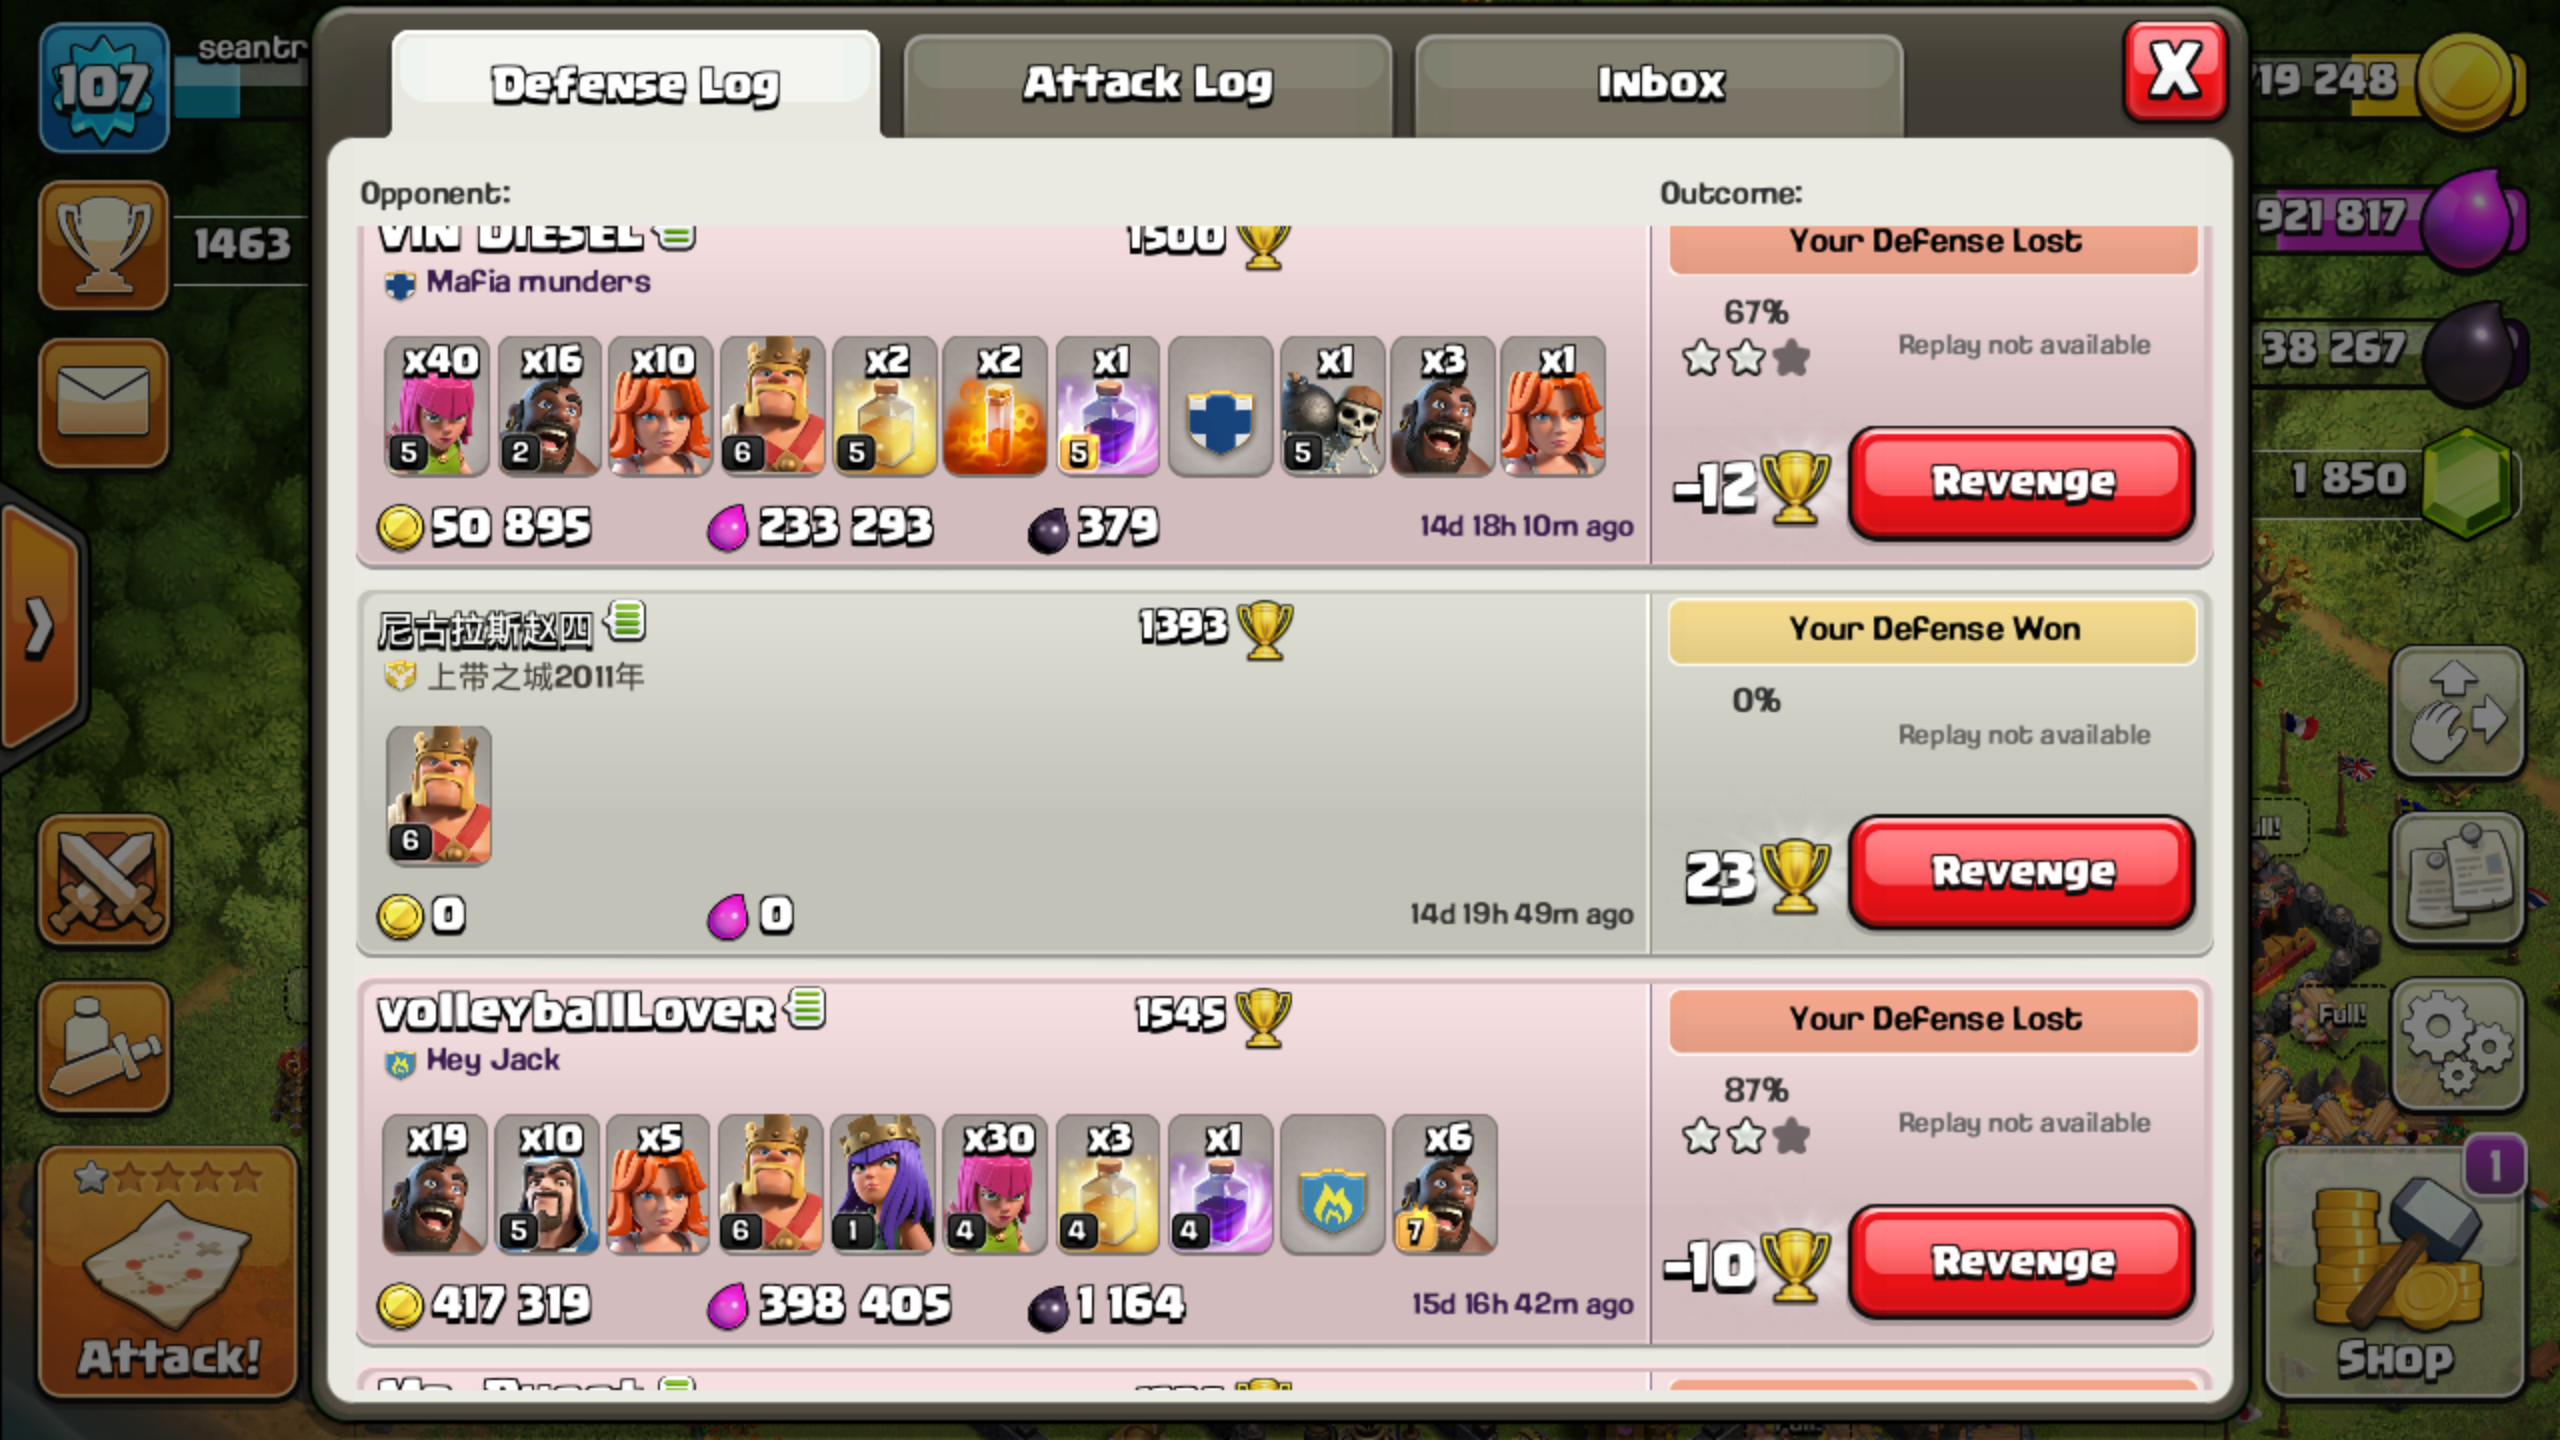 107
seantr
1463
Attack!
Defense Log
Attack Log
Inbox
X
Opponent:
Outcome:
VIN DIESEL
1500
Your Defense Lost
Mafia munders
67%
Replay not available
x40
x16
x10
x2
x2
x1
x1
x3
x1
5
2
6
5
5
5
-12
Revenge
50 895
233 293
379
14d 18h 10m ago
尼古拉斯赵四
1393
Your Defense Won
上带之城2011年
0%
Replay not available
6
23
Revenge
0
0
14d 19h 49m ago
volleyballLover
1545
Your Defense Lost
Hey Jack
87%
Replay not available
x19
x10
x5
x30
x3
x1
x6
5
6
1
4
4
4
7
-10
Revenge
417 319
398 405
1 164
15d 16h 42m ago
719 248
921 817
38 267
1 850
Full!
1
Shop